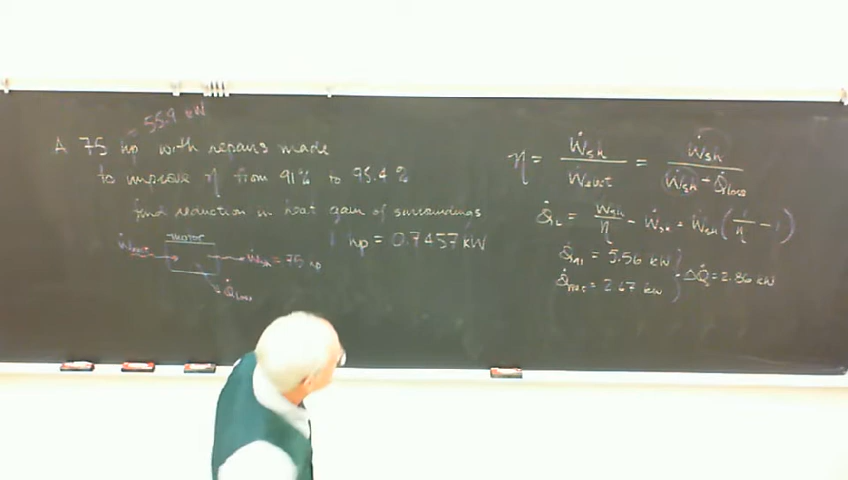 55.9 kW
A 75 hp with repairs made
to improve η from 91% to 95.4 %
find reduction in heat gain of surroundings
1 hp = 0.7457 kW
motor
Ẇelect
Ẇsh = 75 hp
Q̇loss
η = Ẇsh / Ẇelect = Ẇsh / (Ẇsh + Q̇loss)
Q̇L = Ẇsh/η - Ẇsh = Ẇsh (1/η - 1)
Q̇91 = 5.56 kW
= 2.67 kW
ΔQ̇ = 2.86 kW